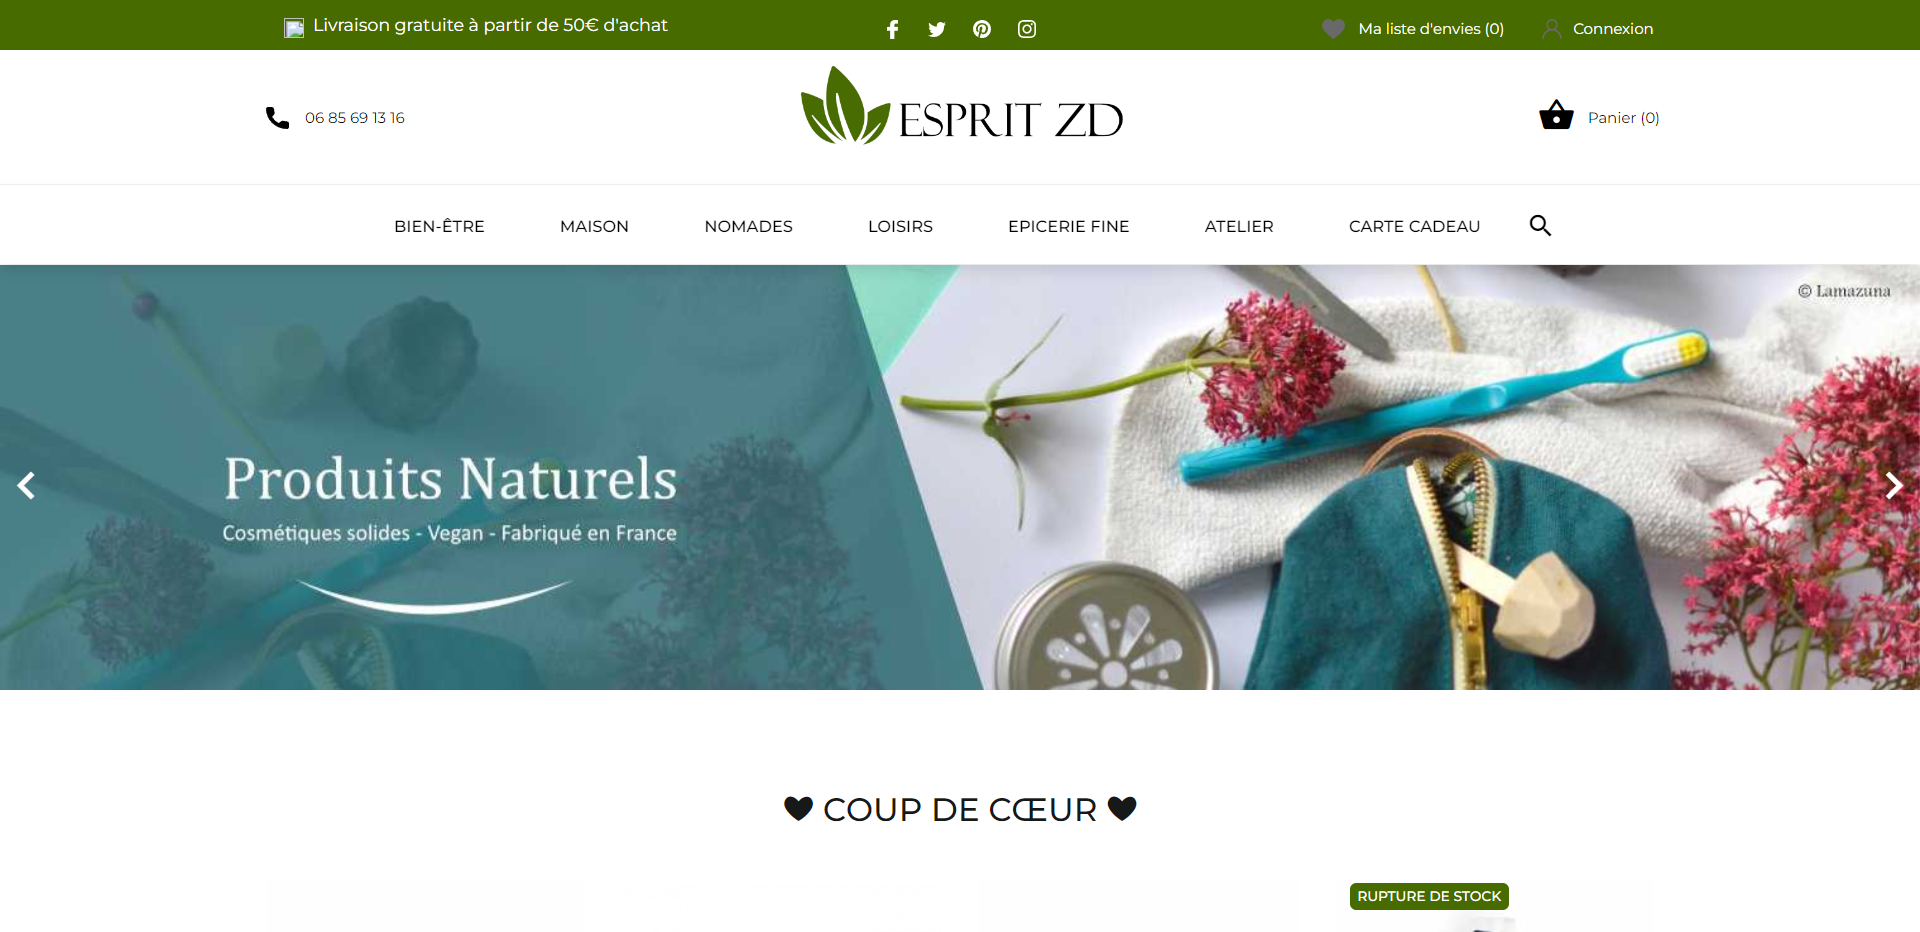 Livraison gratuite à partir de 50€ d'achat
Ma liste d'envies (0)
Connexion
06 85 69 13 16
ESPRIT ZD
Panier (0)
BIEN-ÊTRE
MAISON
NOMADES
LOISIRS
EPICERIE FINE
ATELIER
CARTE CADEAU
© Lamazuna
Produits Naturels
Cosmétiques solides - Vegan - Fabriqué en France
COUP DE CŒUR
RUPTURE DE STOCK